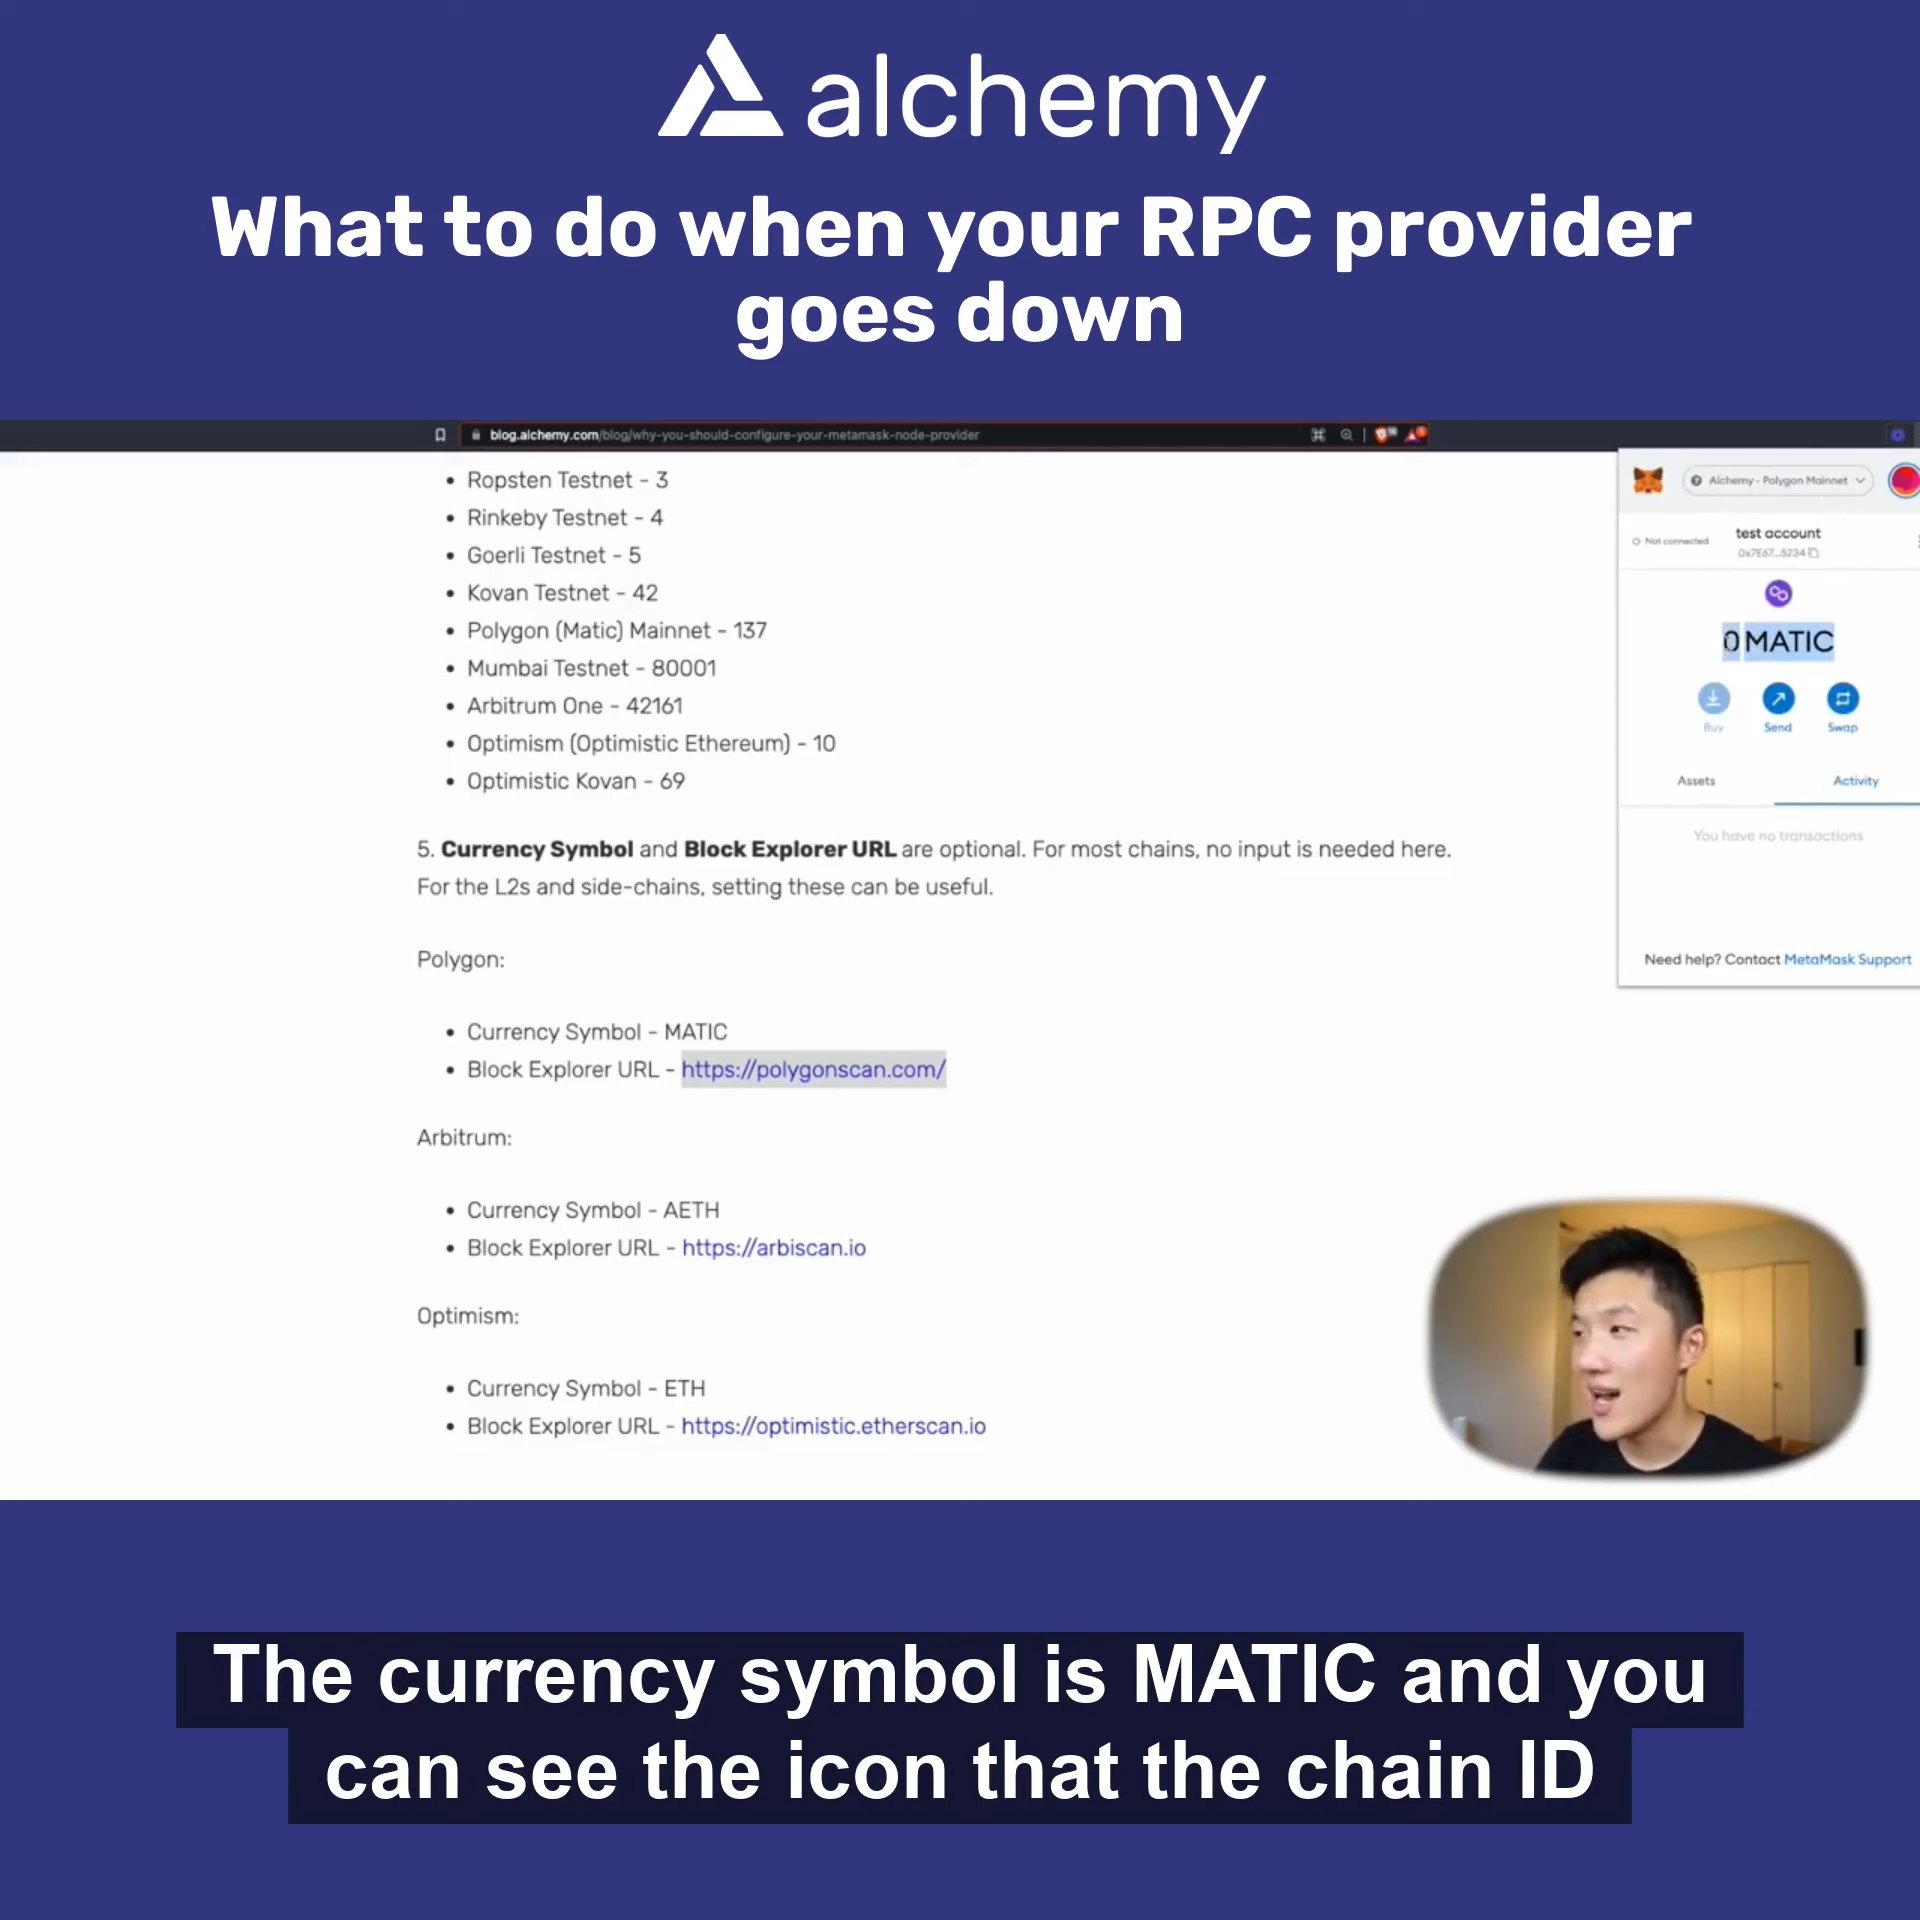 alchemy
What to do when your RPC provider
goes down
blog.alchemy.com/blog/why-you-should-configure-your-metamask-node-provider
Ropsten Testnet - 3
Rinkeby Testnet - 4
Goerli Testnet - 5
Kovan Testnet - 42
Polygon (Matic) Mainnet - 137
Mumbai Testnet - 80001
Arbitrum One - 42161
Optimism (Optimistic Ethereum) - 10
Optimistic Kovan - 69
5. Currency Symbol and Block Explorer URL are optional. For most chains, no input is needed here.
For the L2s and side-chains, setting these can be useful.
Polygon:
Currency Symbol - MATIC
Block Explorer URL - https://polygonscan.com/
Arbitrum:
Currency Symbol - AETH
Block Explorer URL - https://arbiscan.io
Optimism:
Currency Symbol - ETH
Block Explorer URL - https://optimistic.etherscan.io
Alchemy - Polygon Mainnet
Not connected
test account
0x7E67...5234
0 MATIC
Buy Send Swap
Assets Activity
You have no transactions
Need help? Contact MetaMask Support
The currency symbol is MATIC and you
can see the icon that the chain ID